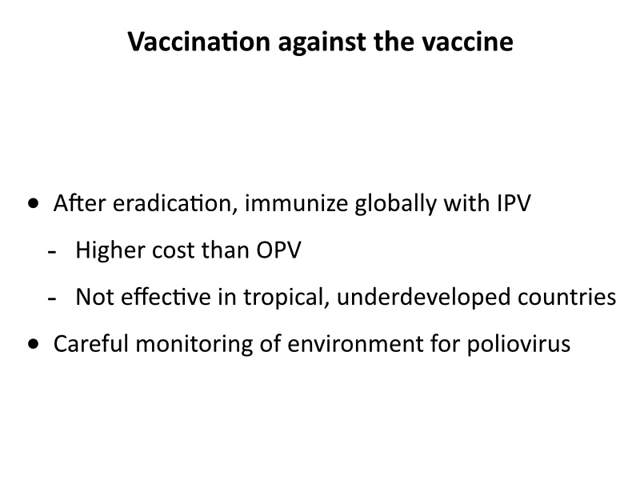 Vaccination against the vaccine
• After eradication, immunize globally with IPV
- Higher cost than OPV
- Not effective in tropical, underdeveloped countries
• Careful monitoring of environment for poliovirus